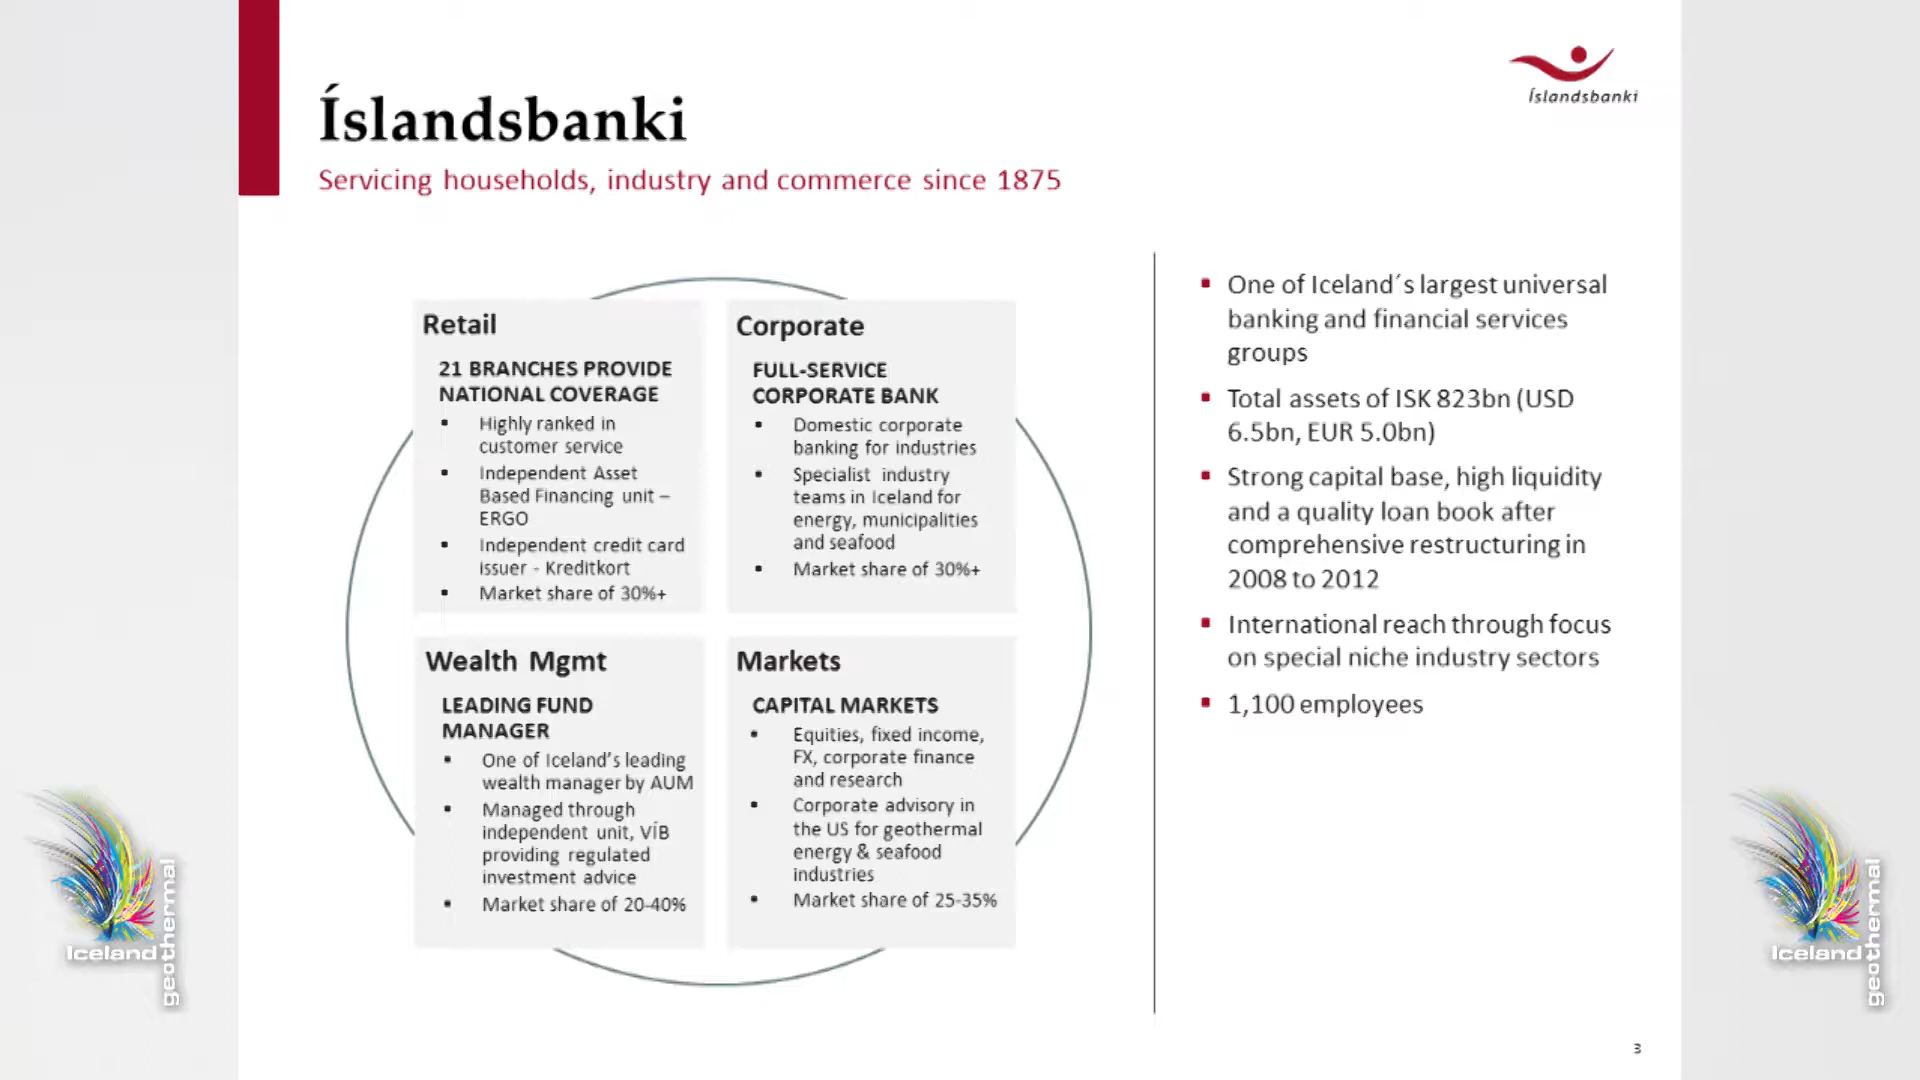 Íslandsbanki
Servicing households, industry and commerce since 1875
Íslandsbanki
Retail
21 BRANCHES PROVIDE
NATIONAL COVERAGE
▪ Highly ranked in
customer service
▪ Independent Asset
Based Financing unit –
ERGO
▪ Independent credit card
issuer - Kreditkort
▪ Market share of 30%+
Corporate
FULL-SERVICE
CORPORATE BANK
▪ Domestic corporate
banking for industries
▪ Specialist industry
teams in Iceland for
energy, municipalities
and seafood
▪ Market share of 30%+
Wealth Mgmt
LEADING FUND
MANAGER
▪ One of Iceland’s leading
wealth manager by AUM
▪ Managed through
independent unit, VÍB
providing regulated
investment advice
▪ Market share of 20-40%
Markets
CAPITAL MARKETS
▪ Equities, fixed income,
FX, corporate finance
and research
▪ Corporate advisory in
the US for geothermal
energy & seafood
industries
▪ Market share of 25-35%
▪ One of Iceland´s largest universal
banking and financial services
groups
▪ Total assets of ISK 823bn (USD
6.5bn, EUR 5.0bn)
▪ Strong capital base, high liquidity
and a quality loan book after
comprehensive restructuring in
2008 to 2012
▪ International reach through focus
on special niche industry sectors
▪ 1,100 employees
Iceland
geothermal
Iceland
geothermal
3